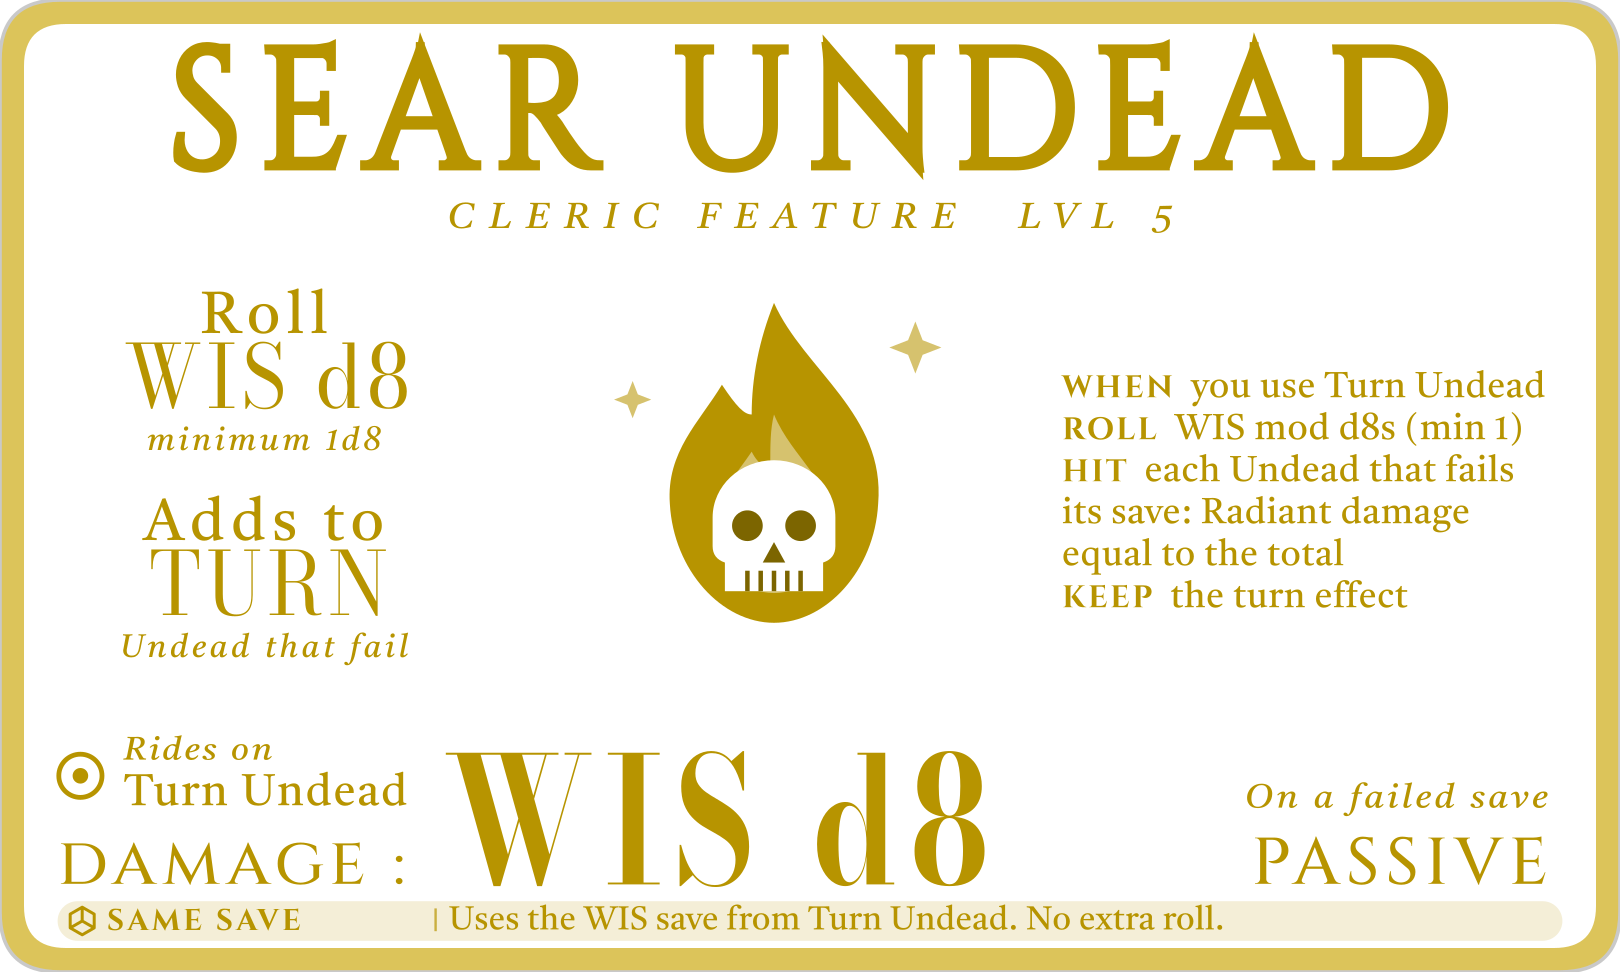 SEAR UNDEAD
CLERIC FEATURE LVL 5
Roll
WIS d8
minimum 1d8
Adds to
TURN
Undead that fail
WHEN you use Turn Undead
ROLL WIS mod d8s (min 1)
HIT each Undead that fails
its save: Radiant damage
equal to the total
KEEP the turn effect
Rides on
Turn Undead
DAMAGE : WIS d8
On a failed save
PASSIVE
SAME SAVE | Uses the WIS save from Turn Undead. No extra roll.